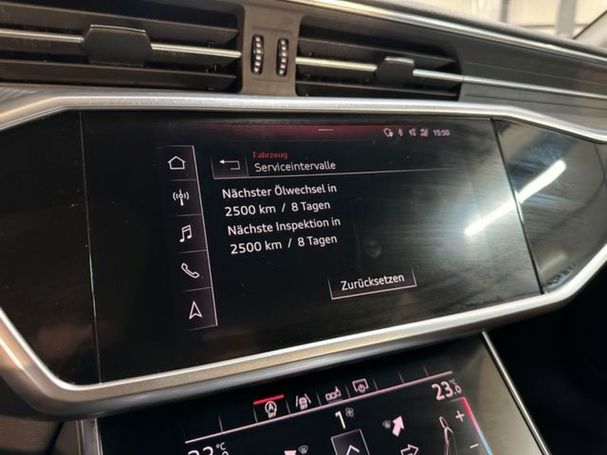 15:50
Fahrzeug
Serviceintervalle
Nächster Ölwechsel in
2500 km / 8 Tagen
Nächste Inspektion in
2500 km / 8 Tagen
Zurücksetzen
1
23.°C
+